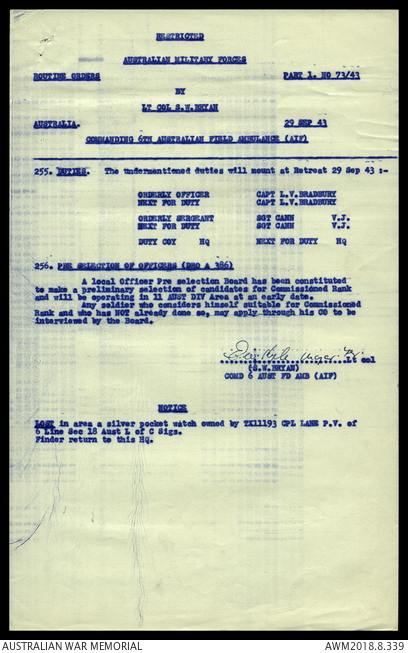 RESTRICTED
AUSTRALIAN MILITARY FORCES
ROUTINE ORDERS PART 1. NO 73/43
BY
LT COL S.W.BRYAN
AUSTRALIA. 29 SEP 43
COMMANDING 6TH AUSTRALIAN FIELD AMBULANCE (AIF)
255. DUTIES. The undermentioned duties will mount at Retreat 29 Sep 43 :-
ORDERLY OFFICER CAPT L.V.BRADBURY
NEXT FOR DUTY CAPT L.V.BRADBURY
ORDERLY SERGEANT SGT CANN V.J.
NEXT FOR DUTY SGT CANN V.J.
DUTY COY HQ NEXT FOR DUTY HQ
256. PRE SELECTION OF OFFICERS (DRO A 386)
A local Officer Pre selection Board has been constituted
to make a preliminary selection of candidates for Commissioned Rank
and will be operating in 11 AUST DIV Area at an early date.
Any soldier who considers himself suitable for Commissioned
Rank and who has NOT already done so, may apply through his CO to be
interviewed by the Board.
Lt Col
(S.W.BRYAN)
COMD 6 AUST FD AMB (AIF)
NOTICE
LOST in area a silver pocket watch owned by TX11193 CPL LANE P.V. of
6 Line Sec 18 Aust L of C Sigs.
Finder return to this HQ.
AUSTRALIAN WAR MEMORIAL AWM2018.8.339